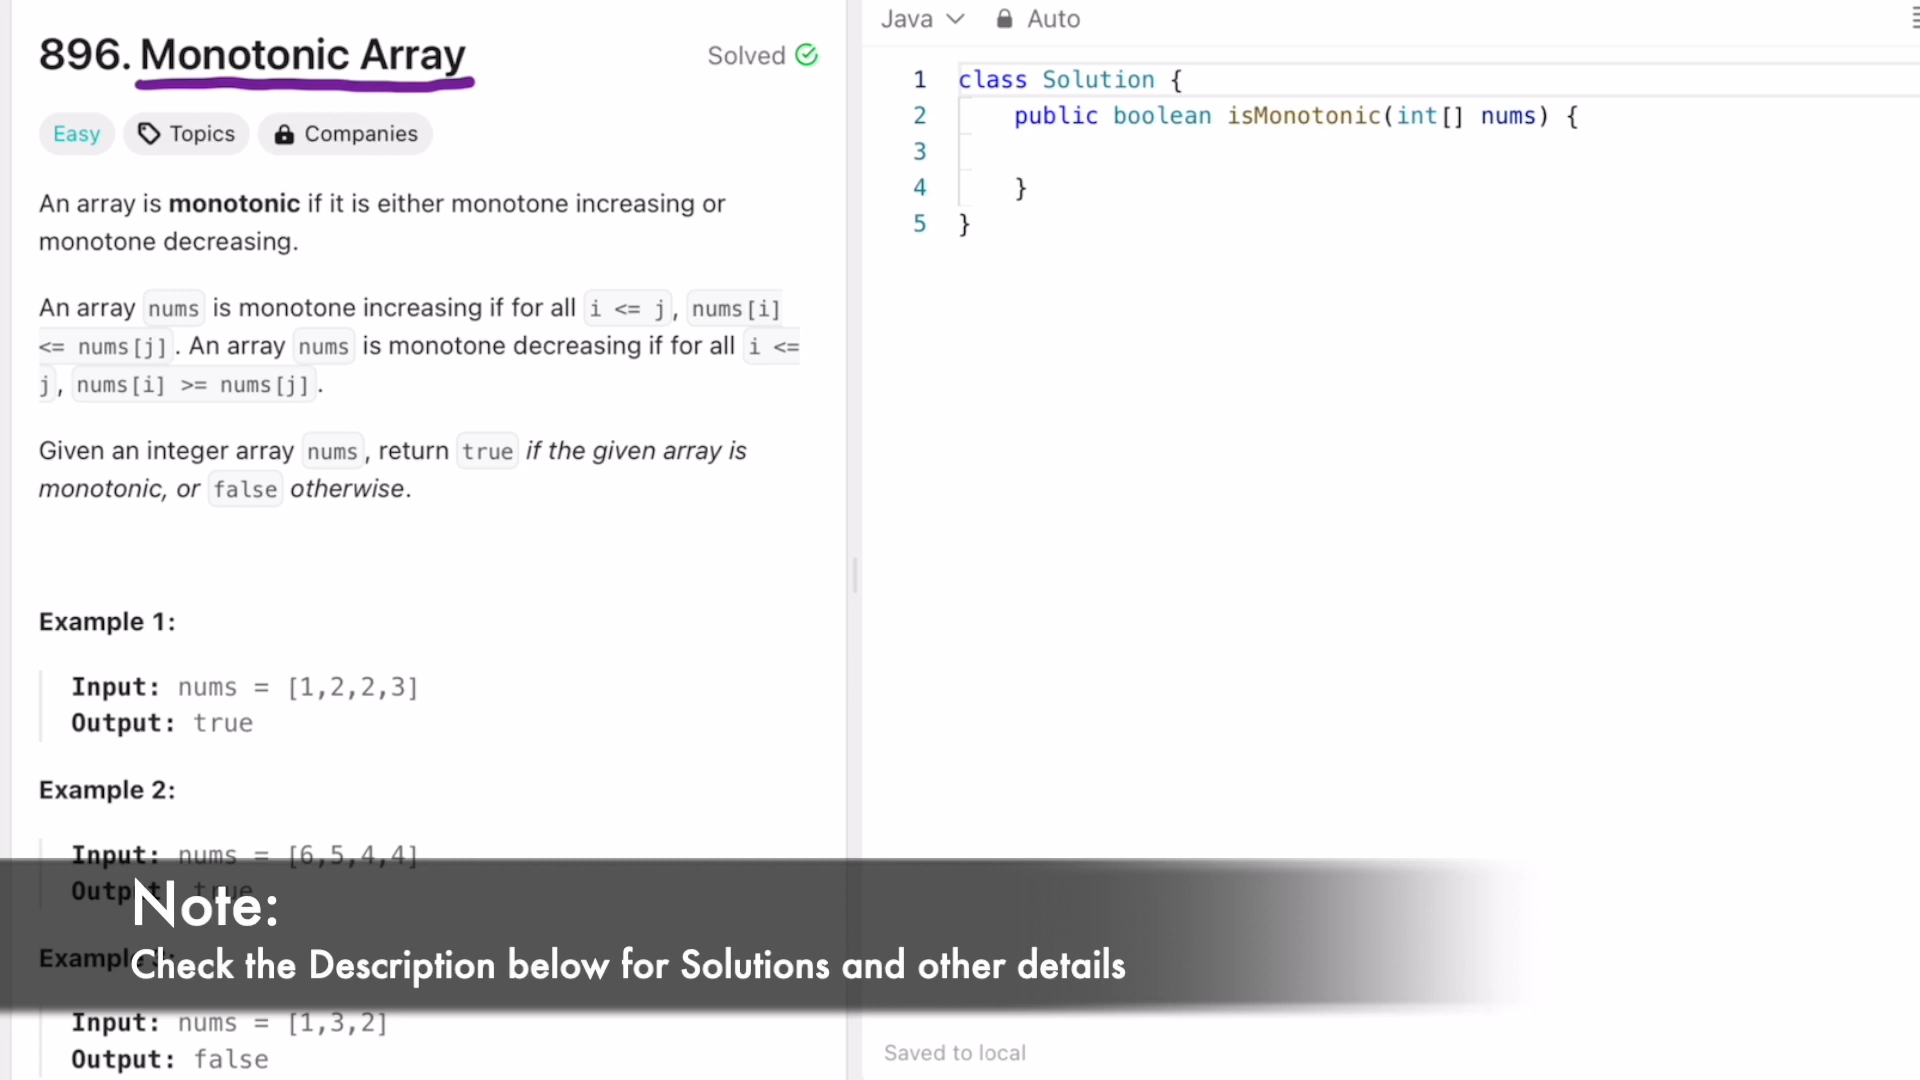 896. Monotonic Array
Solved
Easy
Topics
Companies
An array is monotonic if it is either monotone increasing or
monotone decreasing.
An array nums is monotone increasing if for all i <= j, nums[i]
<= nums[j]. An array nums is monotone decreasing if for all i <=
j, nums[i] >= nums[j].
Given an integer array nums, return true if the given array is
monotonic, or false otherwise.
Example 1:
Input: nums = [1,2,2,3]
Output: true
Example 2:
Input: nums = [6,5,4,4]
Output: true
Example 3:
Input: nums = [1,3,2]
Output: false
Note:
Check the Description below for Solutions and other details
Java
Auto
1 class Solution {
2 public boolean isMonotonic(int[] nums) {
3
4 }
5 }
Saved to local